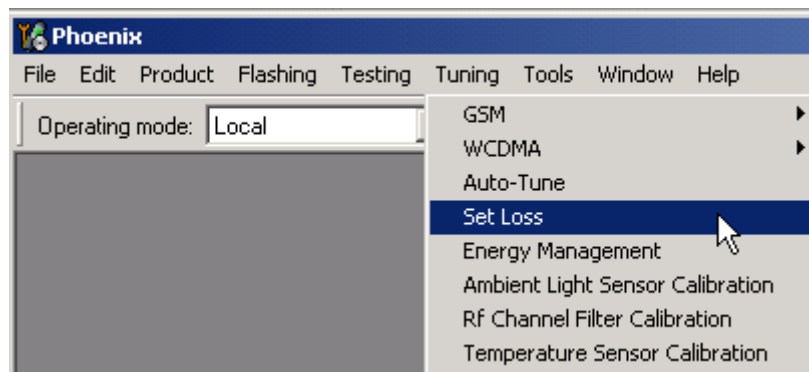 Phoenix
File Edit Product Flashing Testing Tuning Tools Window Help
Operating mode: Local
GSM
WCDMA
Auto-Tune
Set Loss
Energy Management
Ambient Light Sensor Calibration
Rf Channel Filter Calibration
Temperature Sensor Calibration